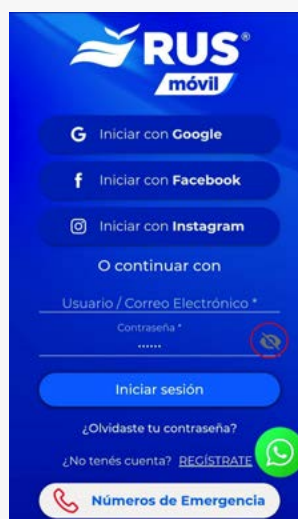 RUS®
móvil
G Iniciar con Google
f Iniciar con Facebook
Iniciar con Instagram
O continuar con
Usuario / Correo Electrónico *
Contraseña *
......
Iniciar sesión
¿Olvidaste tu contraseña?
¿No tenés cuenta? REGÍSTRATE
Números de Emergencia